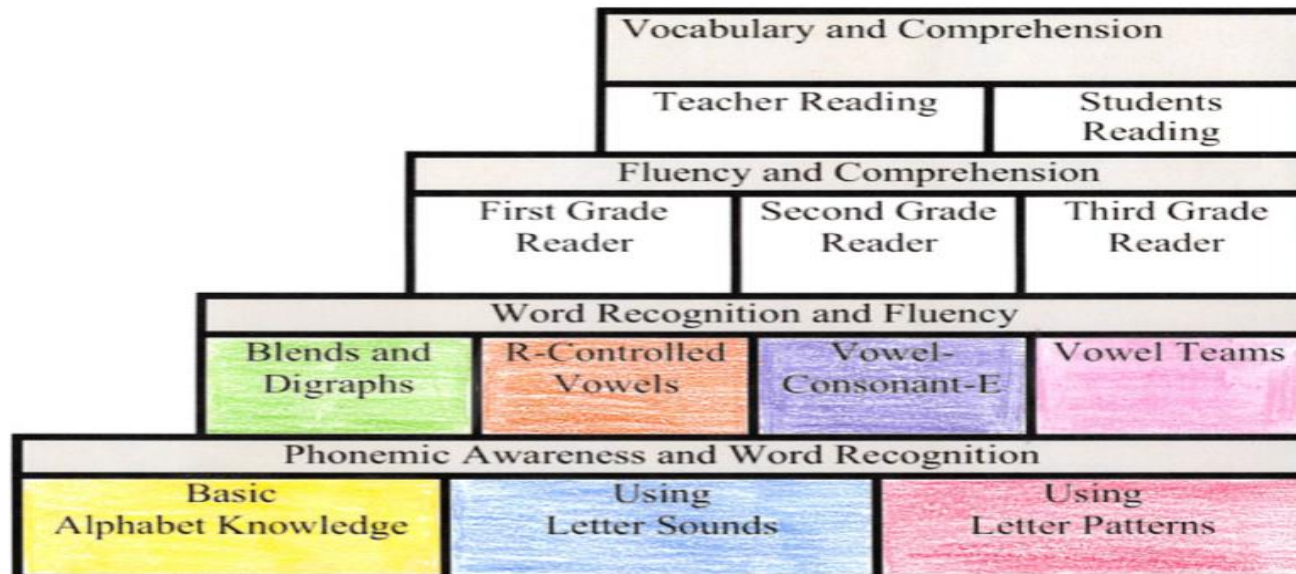 Vocabulary and Comprehension
Teacher Reading
Students
Reading
Fluency and Comprehension
First Grade
Reader
Second Grade
Reader
Third Grade
Reader
Word Recognition and Fluency
Blends and
Digraphs
R-Controlled
Vowels
Vowel-
Consonant-E
Vowel Teams
Phonemic Awareness and Word Recognition
Basic
Alphabet Knowledge
Using
Letter Sounds
Using
Letter Patterns